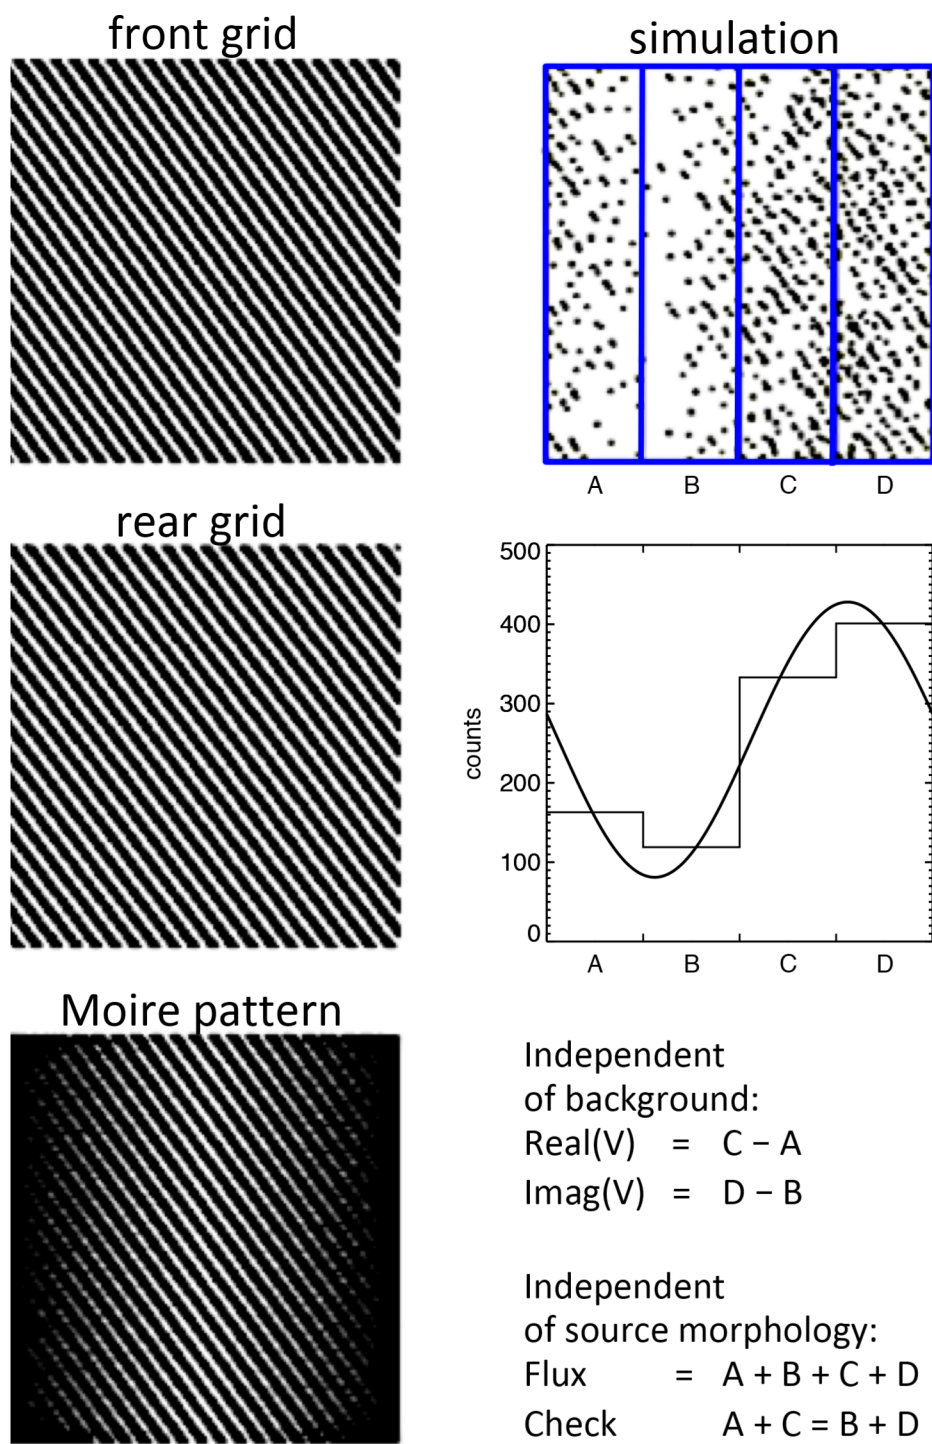 front grid
simulation
A B C D
rear grid
500
400
300
200
100
0
counts
A B C D
Moire pattern
Independent
of background:
Real(V) = C − A
Imag(V) = D − B
Independent
of source morphology:
Flux = A + B + C + D
Check A + C = B + D